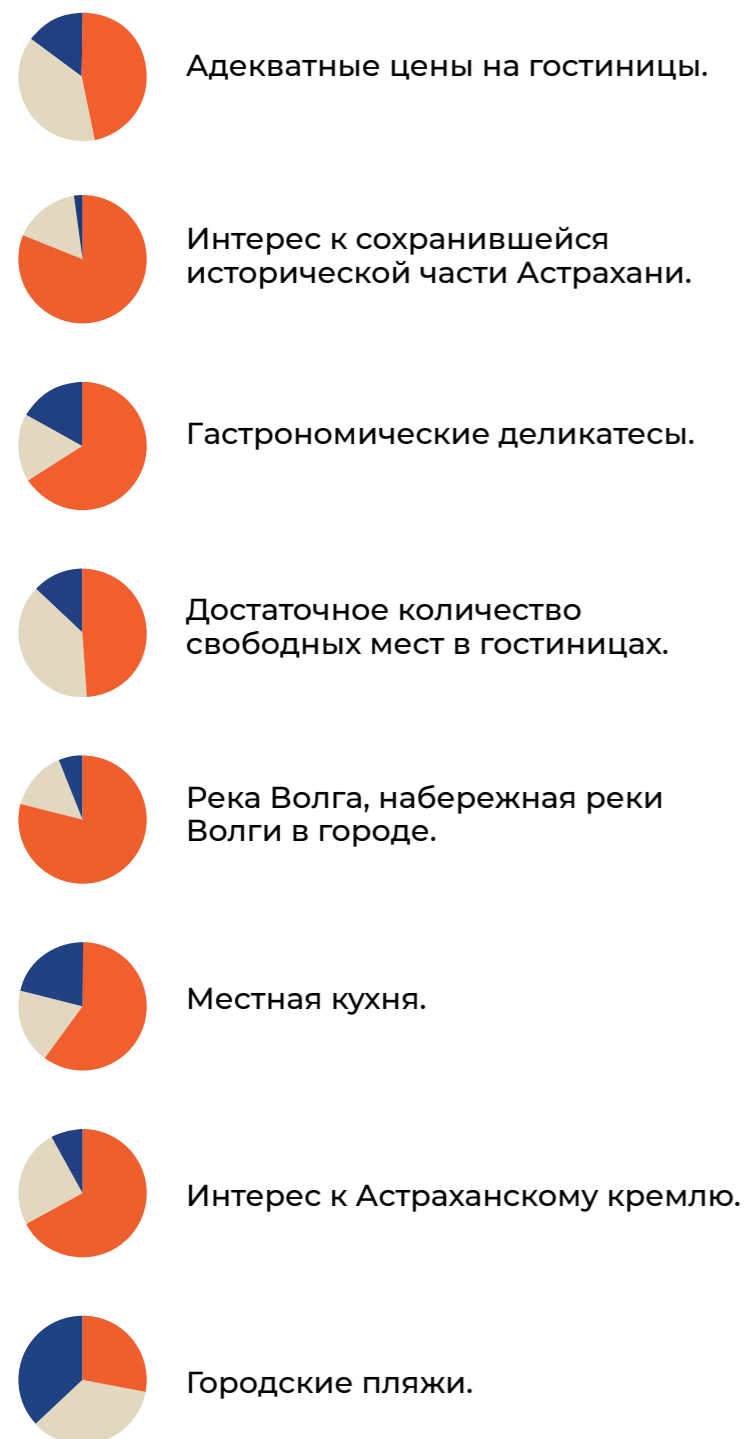 Адекватные цены на гостиницы.
Интерес к сохранившейся
исторической части Астрахани.
Гастрономические деликатесы.
Достаточное количество
свободных мест в гостиницах.
Река Волга, набережная реки
Волги в городе.
Местная кухня.
Интерес к Астраханскому кремлю.
Городские пляжи.